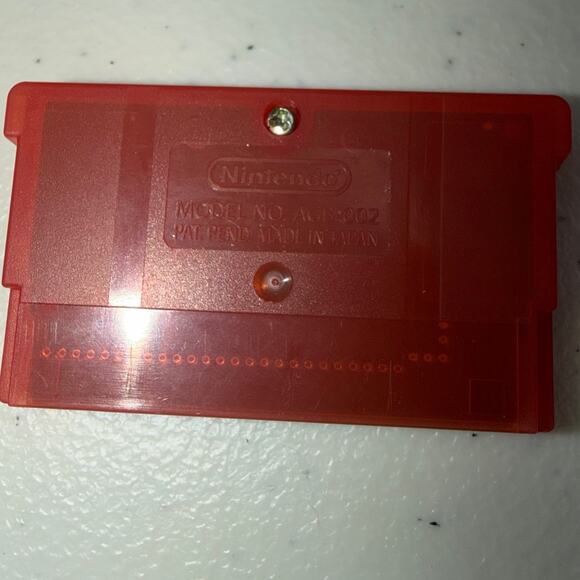 Nintendo
MODEL NO. AGB-002
PAT. PEND. MADE IN JAPAN